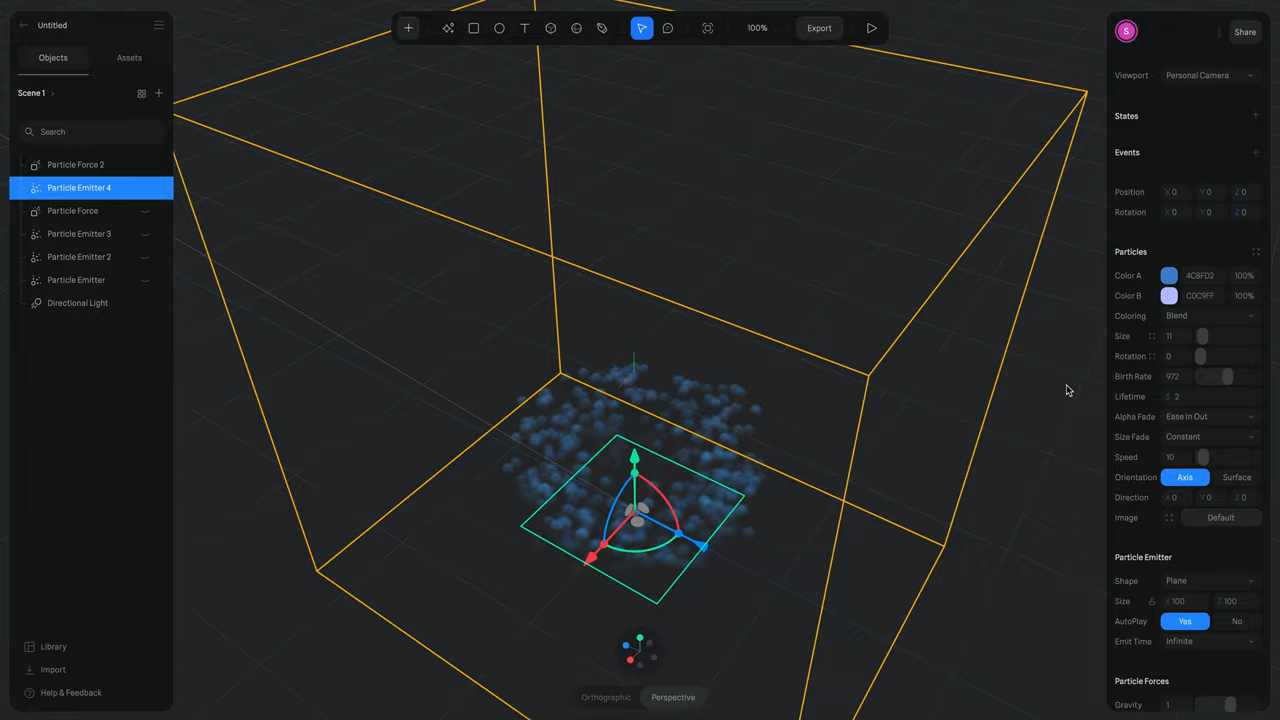 Untitled
Objects
Assets
Scene 1
Search
Particle Force 2
Particle Emitter 4
Particle Force
Particle Emitter 3
Particle Emitter 2
Particle Emitter
Directional Light
Library
Import
Help & Feedback
T
100%
Export
Orthographic
Perspective
S
Share
Viewport
Personal Camera
States
Events
Position
X 0
Y 0
Z 0
Rotation
X 0
Y 0
Z 0
Particles
Color A
4C8FD2
100%
Color B
C0C9FF
100%
Coloring
Blend
Size
11
Rotation
0
Birth Rate
972
Lifetime
S 2
Alpha Fade
Ease In Out
Size Fade
Constant
Speed
10
Orientation
Axis
Surface
Direction
X 0
Y 0
Z 0
Image
Default
Particle Emitter
Shape
Plane
Size
X 100
Z 100
AutoPlay
Yes
No
Emit Time
Infinite
Particle Forces
Gravity
1